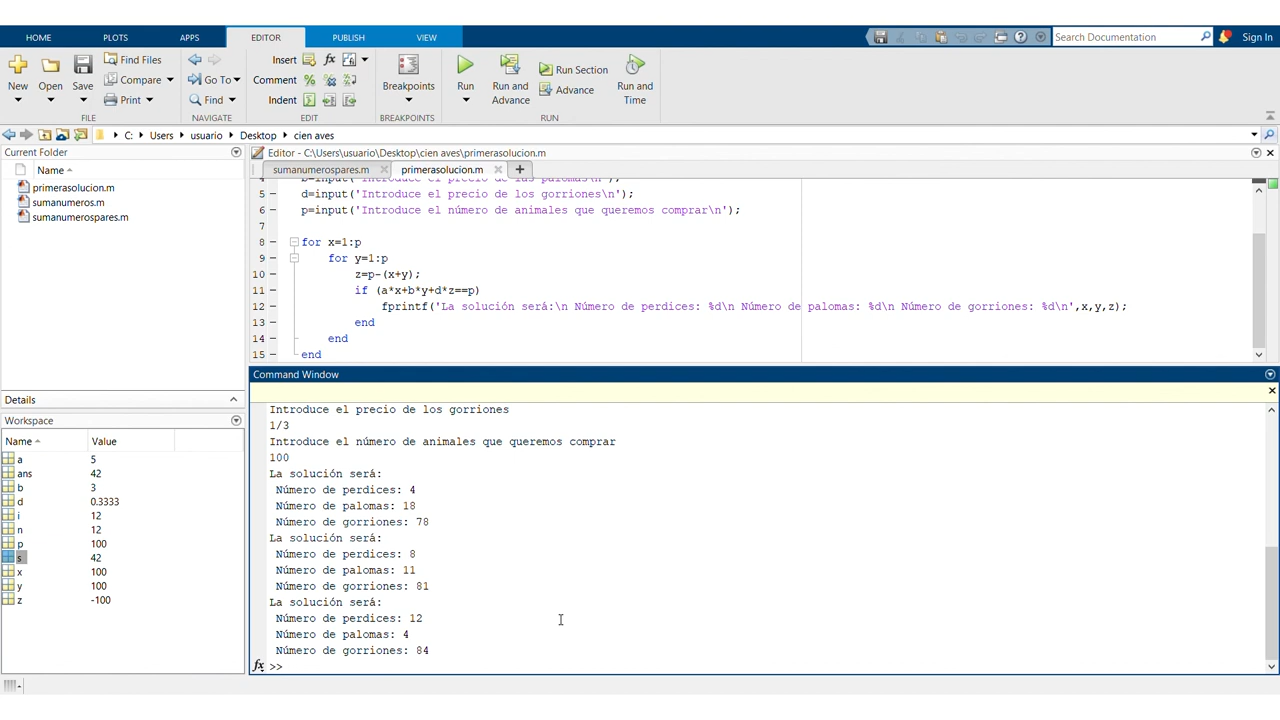 HOME PLOTS APPS EDITOR PUBLISH VIEW Search Documentation Sign In
New Open Save Find Files Compare Print Go To Find Insert Comment Indent Breakpoints Run Run and Advance Run Section Advance Run and Time
FILE NAVIGATE EDIT BREAKPOINTS RUN
C: Users usuario Desktop cien aves
Current Folder
Name
primerasolucion.m
sumanumeros.m
sumanumerospares.m
Details
Workspace
Name Value
a 5
ans 42
b 3
d 0.3333
i 12
n 12
p 100
s 42
x 100
y 100
z -100
Editor - C:\Users\usuario\Desktop\cien aves\primerasolucion.m
sumanumerospares.m primerasolucion.m
5 – d=input('Introduce el precio de los gorriones\n');
6 – p=input('Introduce el número de animales que queremos comprar\n');
7
8 – for x=1:p
9 – for y=1:p
10 – z=p-(x+y);
11 – if (a*x+b*y+d*z==p)
12 – fprintf('La solución será:\n Número de perdices: %d\n Número de palomas: %d\n Número de gorriones: %d\n',x,y,z);
13 – end
14 – end
15 – end
Command Window
Introduce el precio de los gorriones
1/3
Introduce el número de animales que queremos comprar
100
La solución será:
Número de perdices: 4
Número de palomas: 18
Número de gorriones: 78
La solución será:
Número de perdices: 8
Número de palomas: 11
Número de gorriones: 81
La solución será:
Número de perdices: 12
Número de palomas: 4
Número de gorriones: 84
fx >>